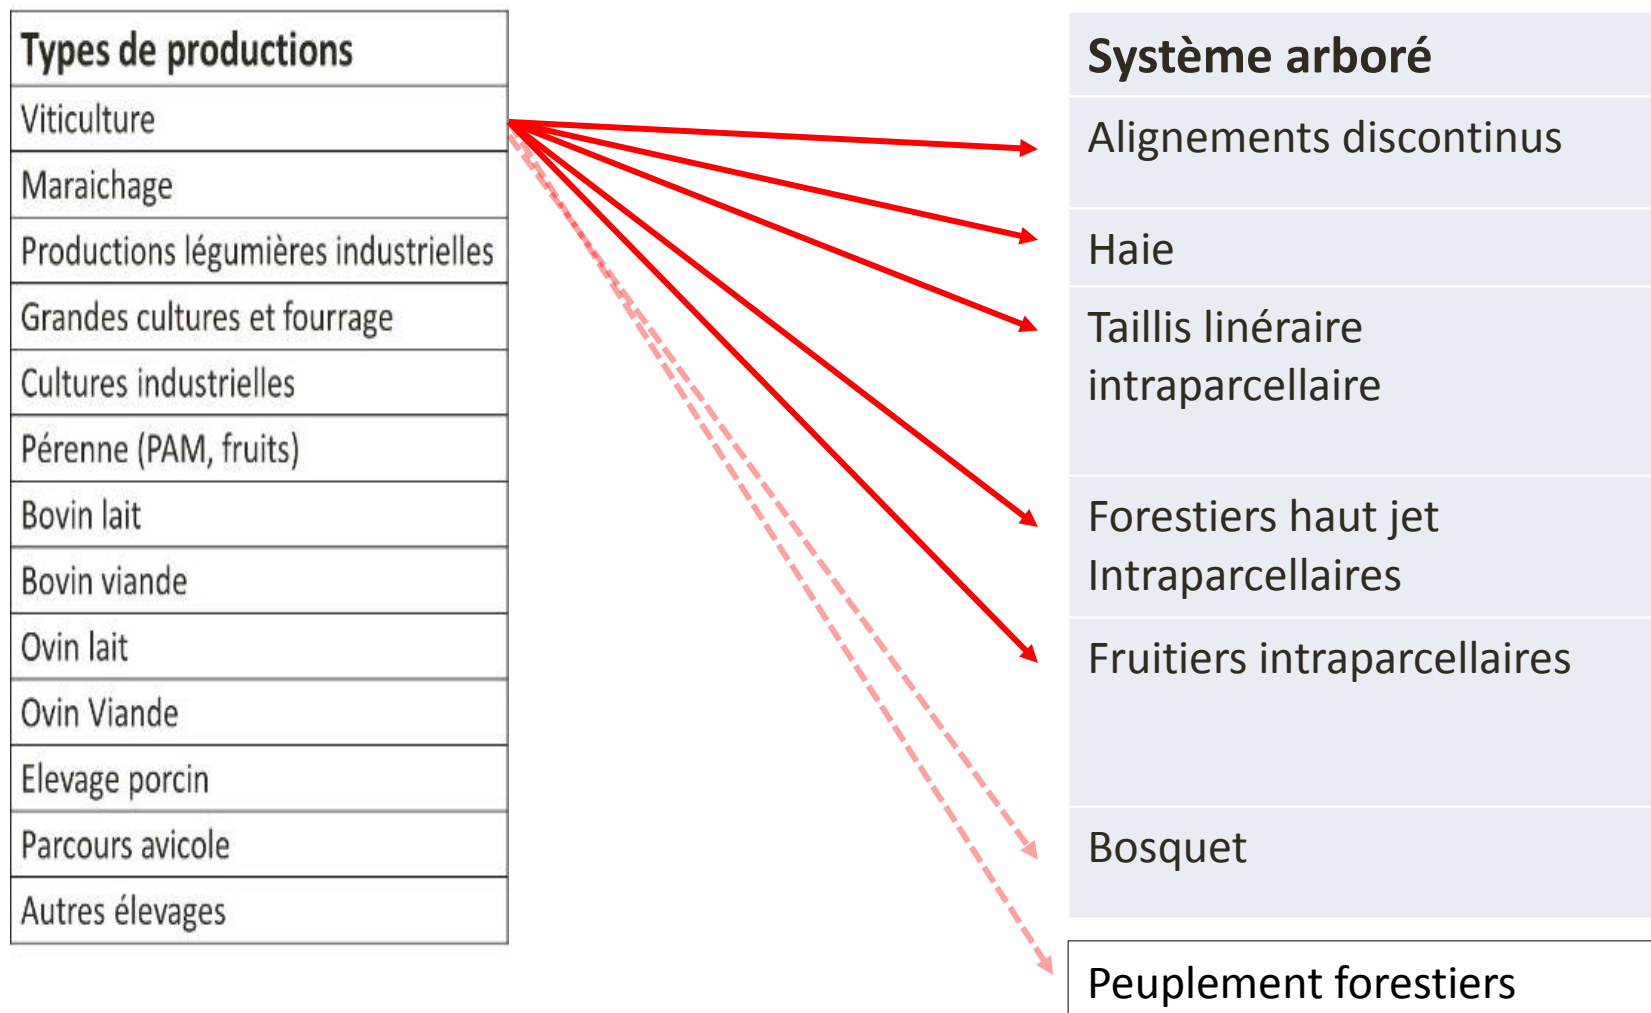 Types de productions
Viticulture
Maraichage
Productions légumières industrielles
Grandes cultures et fourrage
Cultures industrielles
Pérenne (PAM, fruits)
Bovin lait
Bovin viande
Ovin lait
Ovin Viande
Elevage porcin
Parcours avicole
Autres élevages
Système arboré
Alignements discontinus
Haie
Taillis linéraire
intraparcellaire
Forestiers haut jet
Intraparcellaires
Fruitiers intraparcellaires
Bosquet
Peuplement forestiers